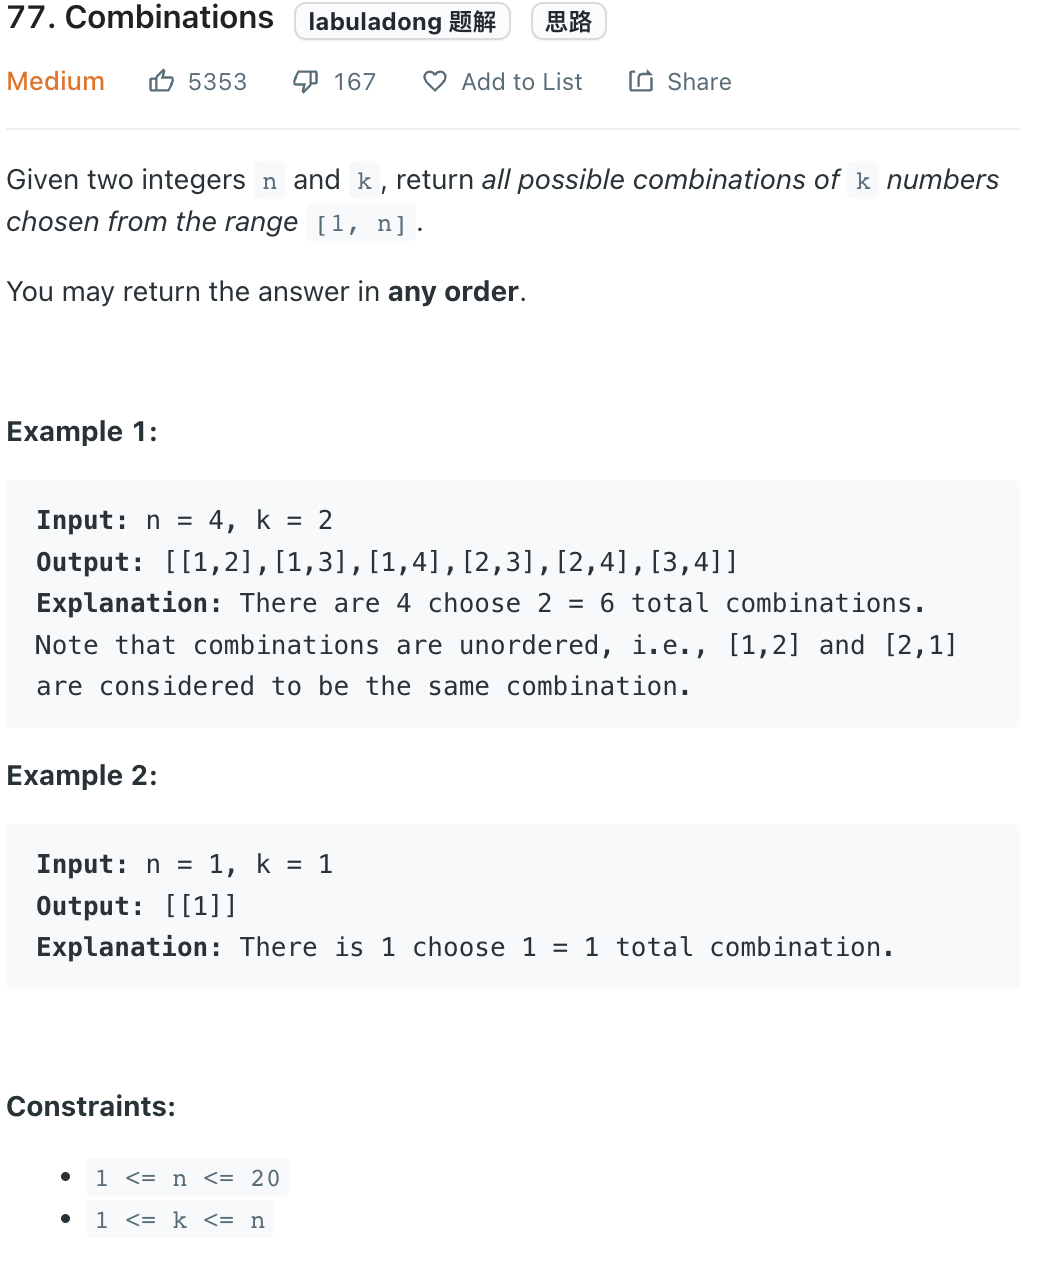 77. Combinations labuladong 题解 思路
Medium 5353 167 Add to List Share
Given two integers n and k, return all possible combinations of k numbers
chosen from the range [1, n].
You may return the answer in any order.
Example 1:
Input: n = 4, k = 2
Output: [[1,2],[1,3],[1,4],[2,3],[2,4],[3,4]]
Explanation: There are 4 choose 2 = 6 total combinations.
Note that combinations are unordered, i.e., [1,2] and [2,1]
are considered to be the same combination.
Example 2:
Input: n = 1, k = 1
Output: [[1]]
Explanation: There is 1 choose 1 = 1 total combination.
Constraints:
• 1 <= n <= 20
• 1 <= k <= n